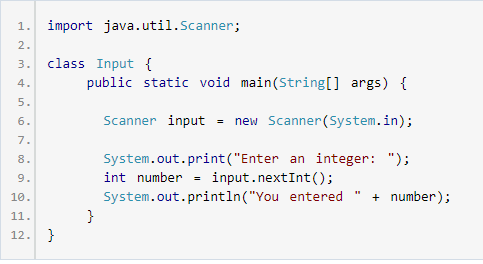 1. import java.util.Scanner;
2.
3. class Input {
4. public static void main(String[] args) {
5.
6. Scanner input = new Scanner(System.in);
7.
8. System.out.print("Enter an integer: ");
9. int number = input.nextInt();
10. System.out.println("You entered " + number);
11. }
12. }